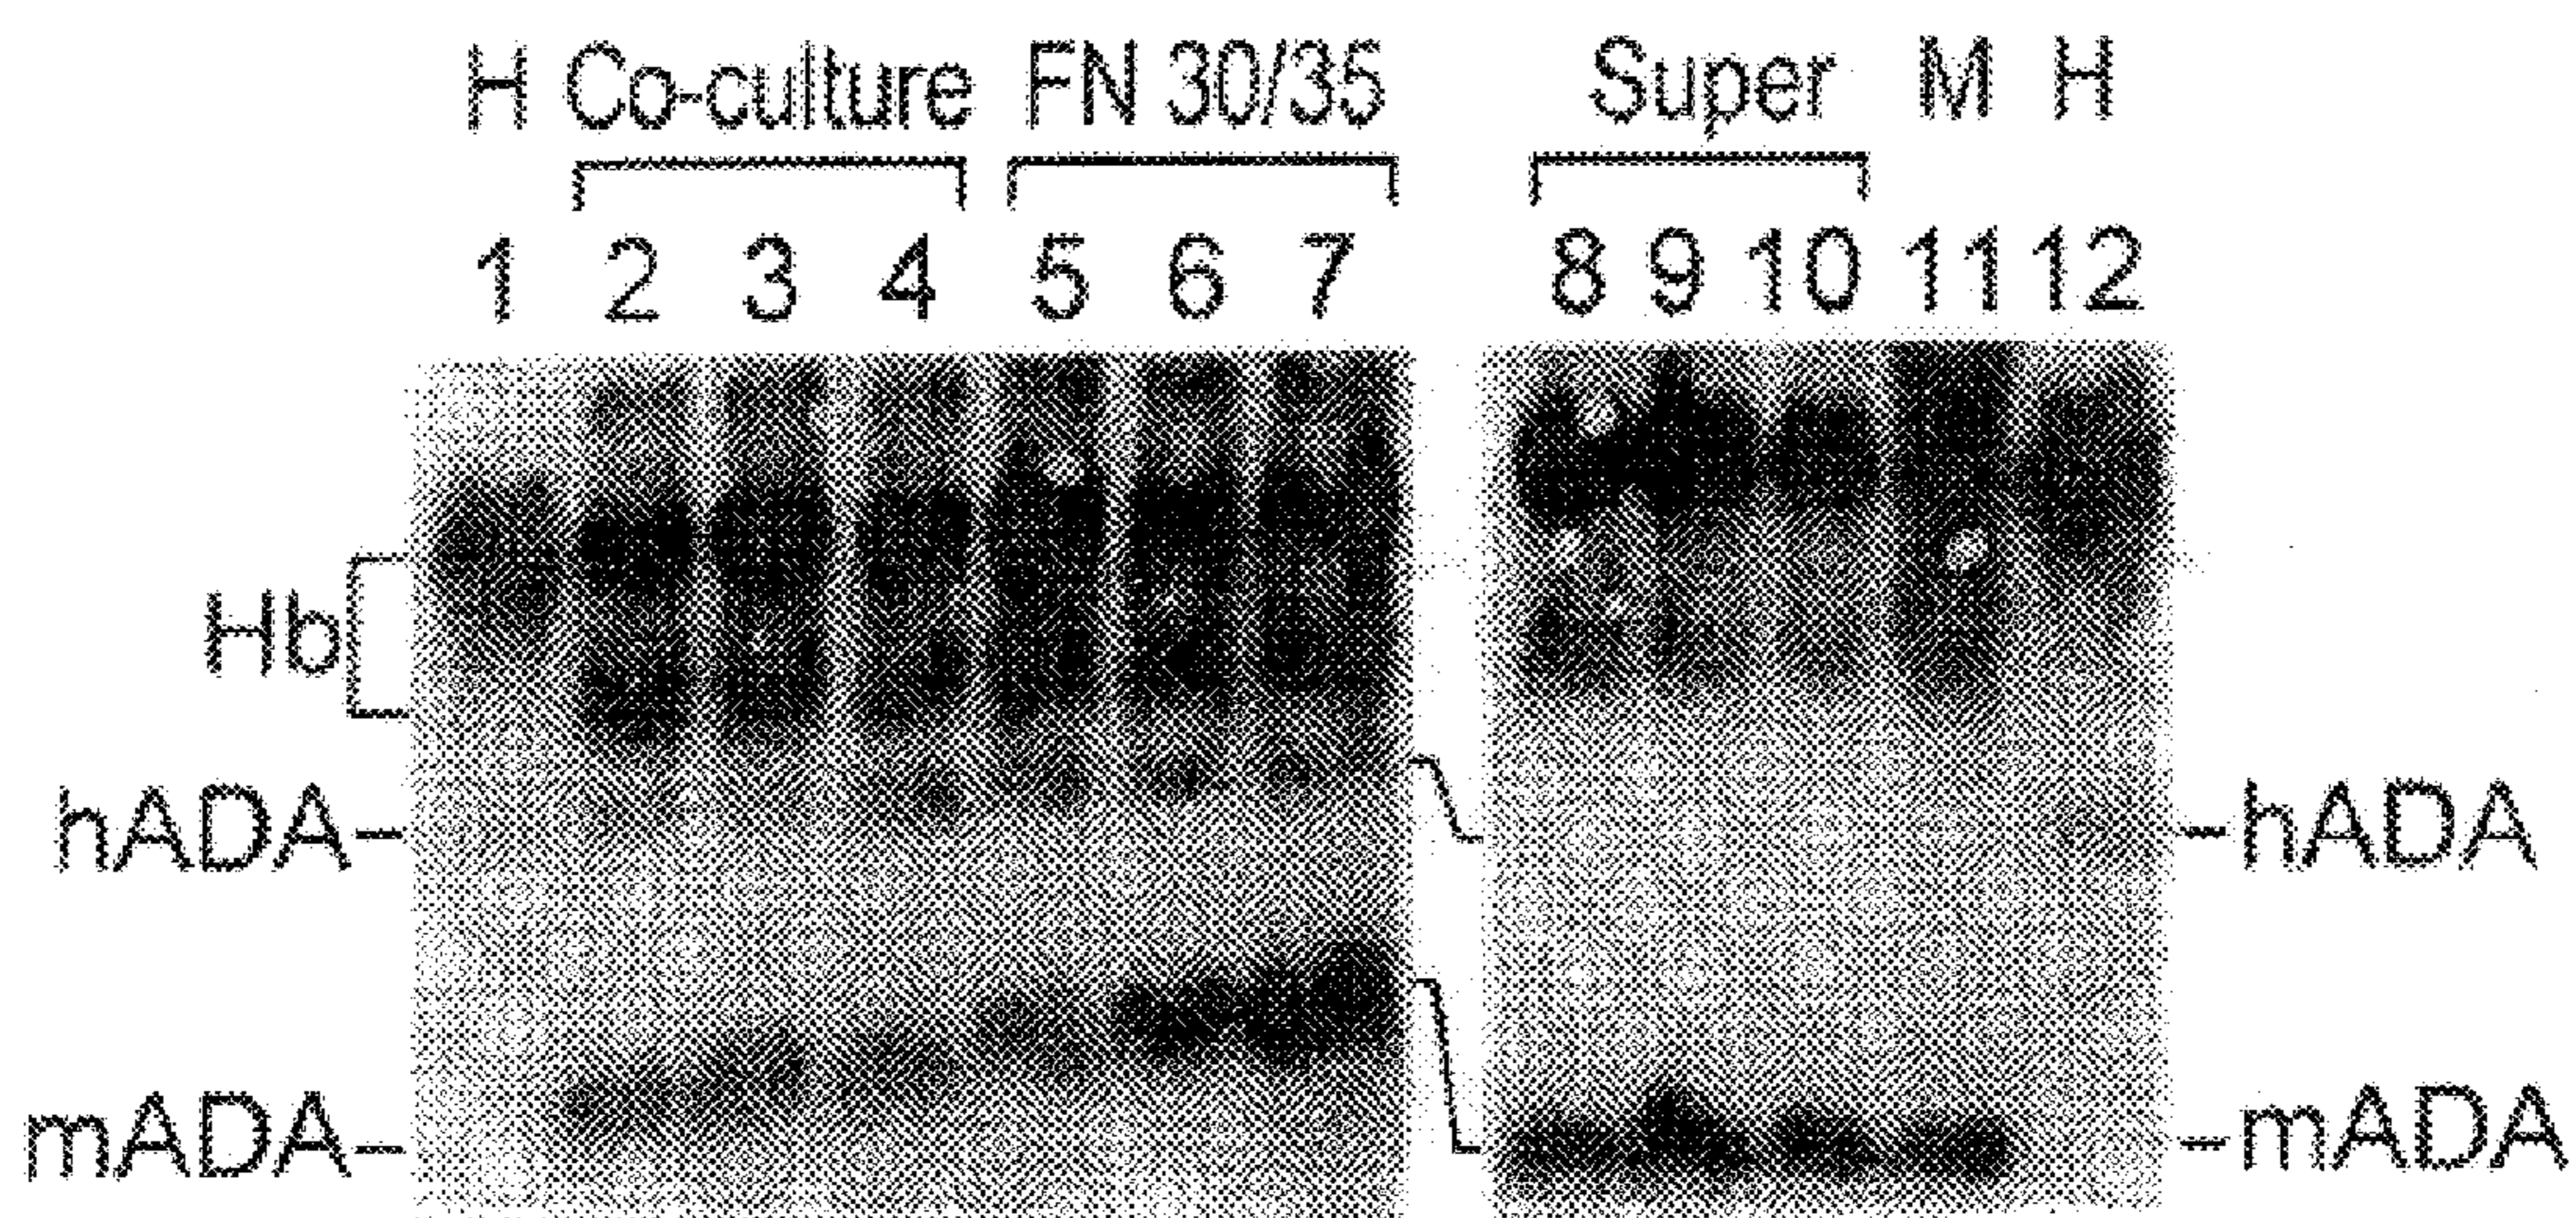 H Co-culture FN 30/35 Super M H
1 2 3 4 5 6 7 8 9 10 11 12
Hb
hADA- -hADA
mADA- -mADA